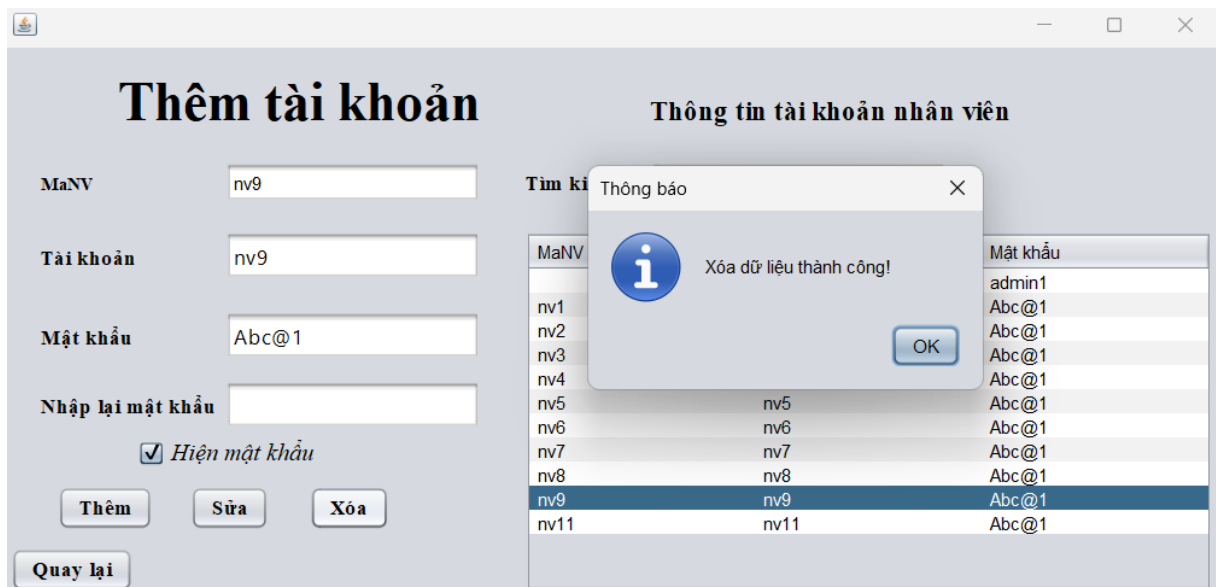 Thêm tài khoản
Thông tin tài khoản nhân viên
MaNV nv9
Tìm ki
Thông báo
Xóa dữ liệu thành công!
OK
Tài khoản nv9
Mật khẩu Abc@1
Nhập lại mật khẩu
Hiện mật khẩu
Thêm Sửa Xóa
Quay lại
MaNV Mật khẩu
admin1
nv1 Abc@1
nv2 Abc@1
nv3 Abc@1
nv4 Abc@1
nv5 nv5 Abc@1
nv6 nv6 Abc@1
nv7 nv7 Abc@1
nv8 nv8 Abc@1
nv9 nv9 Abc@1
nv11 nv11 Abc@1